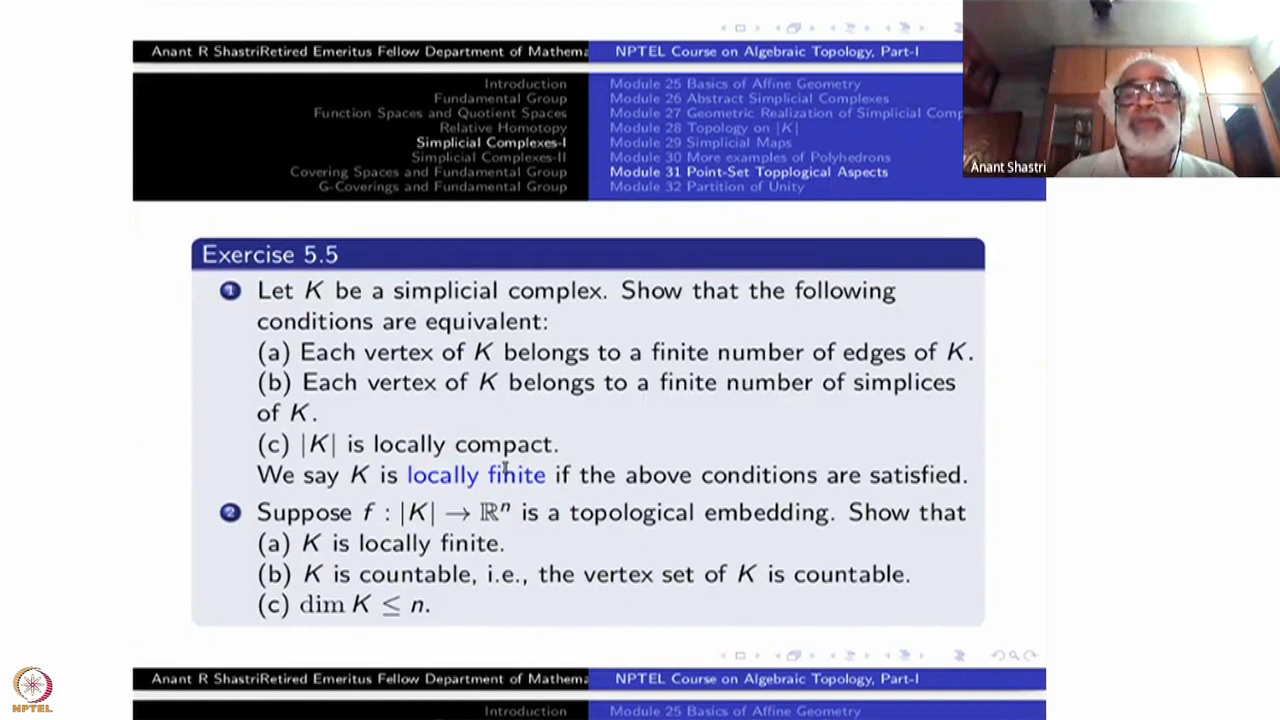 Anant R ShastriRetired Emeritus Fellow Department of Mathema
NPTEL Course on Algebraic Topology, Part-I
Introduction
Fundamental Group
Function Spaces and Quotient Spaces
Relative Homotopy
Simplicial Complexes-I
Simplicial Complexes-II
Covering Spaces and Fundamental Group
G-Coverings and Fundamental Group
Module 25 Basics of Affine Geometry
Module 26 Abstract Simplicial Complexes
Module 27 Geometric Realization of Simplicial Comp
Module 28 Topology on |K|
Module 29 Simplicial Maps
Module 30 More examples of Polyhedrons
Module 31 Point-Set Topplogical Aspects
Module 32 Partition of Unity
Anant Shastri
Exercise 5.5
1 Let K be a simplicial complex. Show that the following
conditions are equivalent:
(a) Each vertex of K belongs to a finite number of edges of K.
(b) Each vertex of K belongs to a finite number of simplices
of K.
(c) |K| is locally compact.
We say K is locally finite if the above conditions are satisfied.
2 Suppose f : |K| → ℝⁿ is a topological embedding. Show that
(a) K is locally finite.
(b) K is countable, i.e., the vertex set of K is countable.
(c) dim K ≤ n.
Anant R ShastriRetired Emeritus Fellow Department of Mathema
NPTEL Course on Algebraic Topology, Part-I
Introduction
Module 25 Basics of Affine Geometry
NPTEL